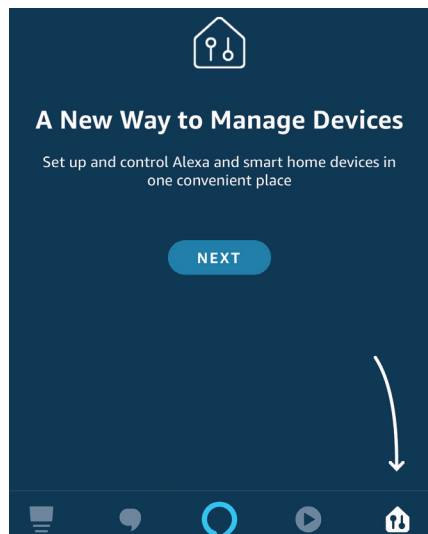 A New Way to Manage Devices
Set up and control Alexa and smart home devices in
one convenient place
NEXT